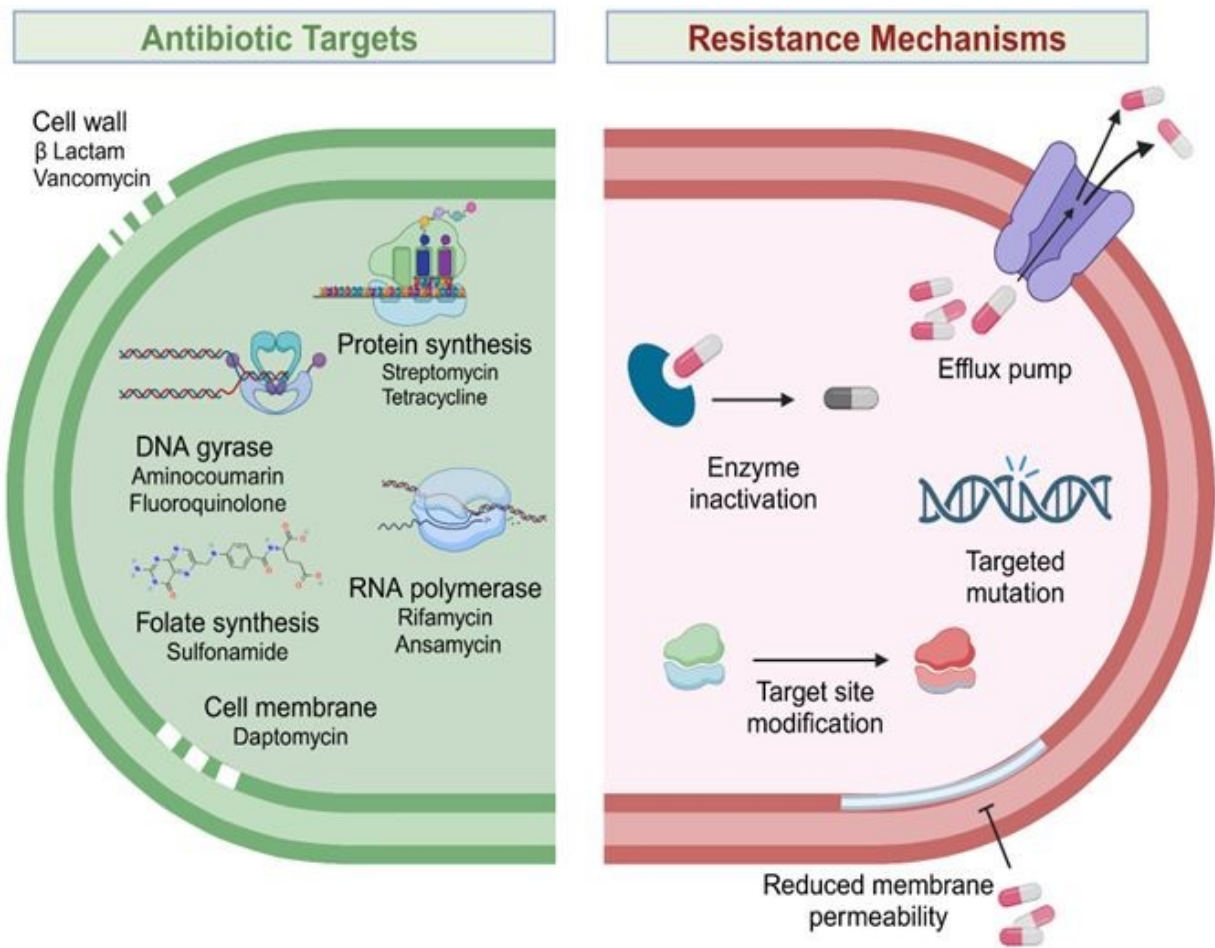 Antibiotic Targets
Cell wall
β Lactam
Vancomycin
Protein synthesis
Streptomycin
Tetracycline
DNA gyrase
Aminocoumarin
Fluoroquinolone
RNA polymerase
Rifamycin
Ansamycin
Folate synthesis
Sulfonamide
Cell membrane
Daptomycin
Resistance Mechanisms
Efflux pump
Enzyme
inactivation
Targeted
mutation
Target site
modification
Reduced membrane
permeability